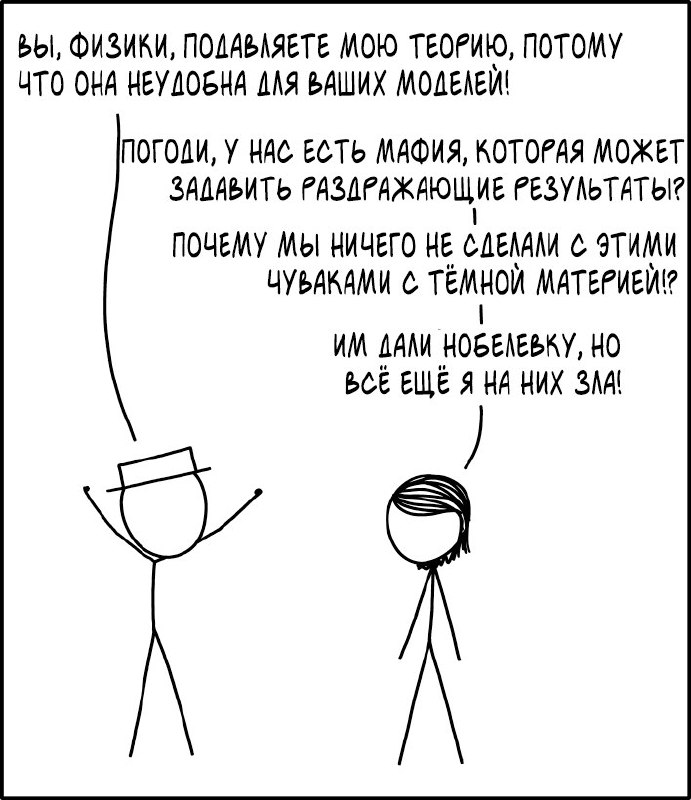 ВЫ, ФИЗИКИ, ПОДАВЛЯЕТЕ МОЮ ТЕОРИЮ, ПОТОМУ
ЧТО ОНА НЕУДОБНА ДЛЯ ВАШИХ МОДЕЛЕЙ!
ПОГОДИ, У НАС ЕСТЬ МАФИЯ, КОТОРАЯ МОЖЕТ
ЗАДАВИТЬ РАЗДРАЖАЮЩИЕ РЕЗУЛЬТАТЫ?
ПОЧЕМУ МЫ НИЧЕГО НЕ СДЕЛАЛИ С ЭТИМИ
ЧУВАКАМИ С ТЁМНОЙ МАТЕРИЕЙ!?
ИМ ДАЛИ НОБЕЛЕВКУ, НО
ВСЁ ЕЩЁ Я НА НИХ ЗЛА!